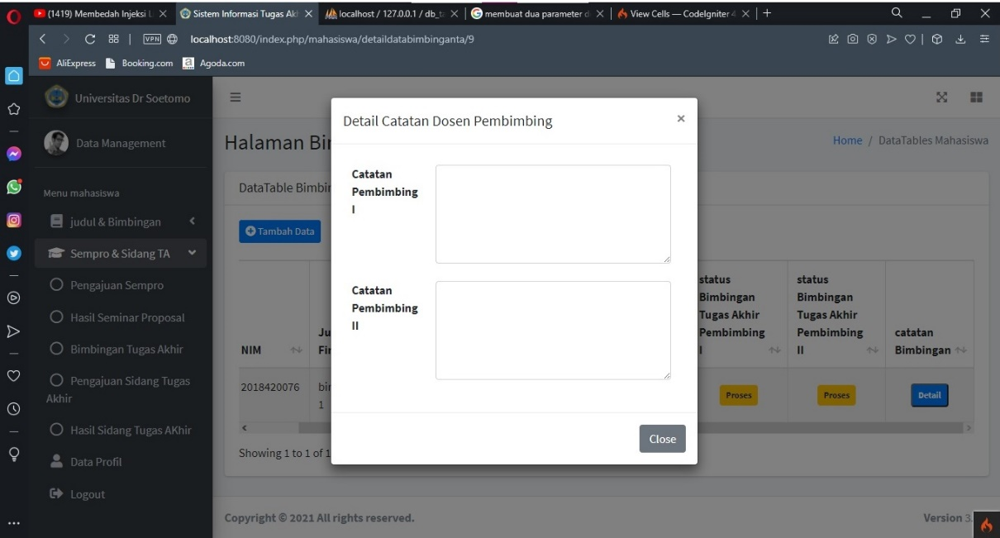 (1419) Membedah Injeksi
Sistem Informasi Tugas Ak
localhost / 127.0.0.1 / db_ta
membuat dua parameter d
View Cells — CodeIgniter 4
VPN
localhost:8080/index.php/mahasiswa/detaildatabimbinganta/9
AliExpress
Booking.com
Agoda.com
Universitas Dr Soetomo
Data Management
Menu mahasiswa
judul & Bimbingan
Sempro & Sidang TA
Pengajuan Sempro
Hasil Seminar Proposal
Bimbingan Tugas Akhir
Pengajuan Sidang Tugas
Akhir
Hasil Sidang Tugas AKhir
Data Profil
Logout
Halaman Bi
Home / DataTables Mahasiswa
DataTable Bimbi
Tambah Data
Detail Catatan Dosen Pembimbing
×
Catatan
Pembimbing
I
Catatan
Pembimbing
II
Close
NIM
Ju
Fi
status
Bimbingan
Tugas Akhir
Pembimbing
I
status
Bimbingan
Tugas Akhir
Pembimbing
II
catatan
Bimbingan
2018420076
bi
1
Proses
Proses
Detail
Showing 1 to 1 of 1
Copyright © 2021 All rights reserved.
Version 3.